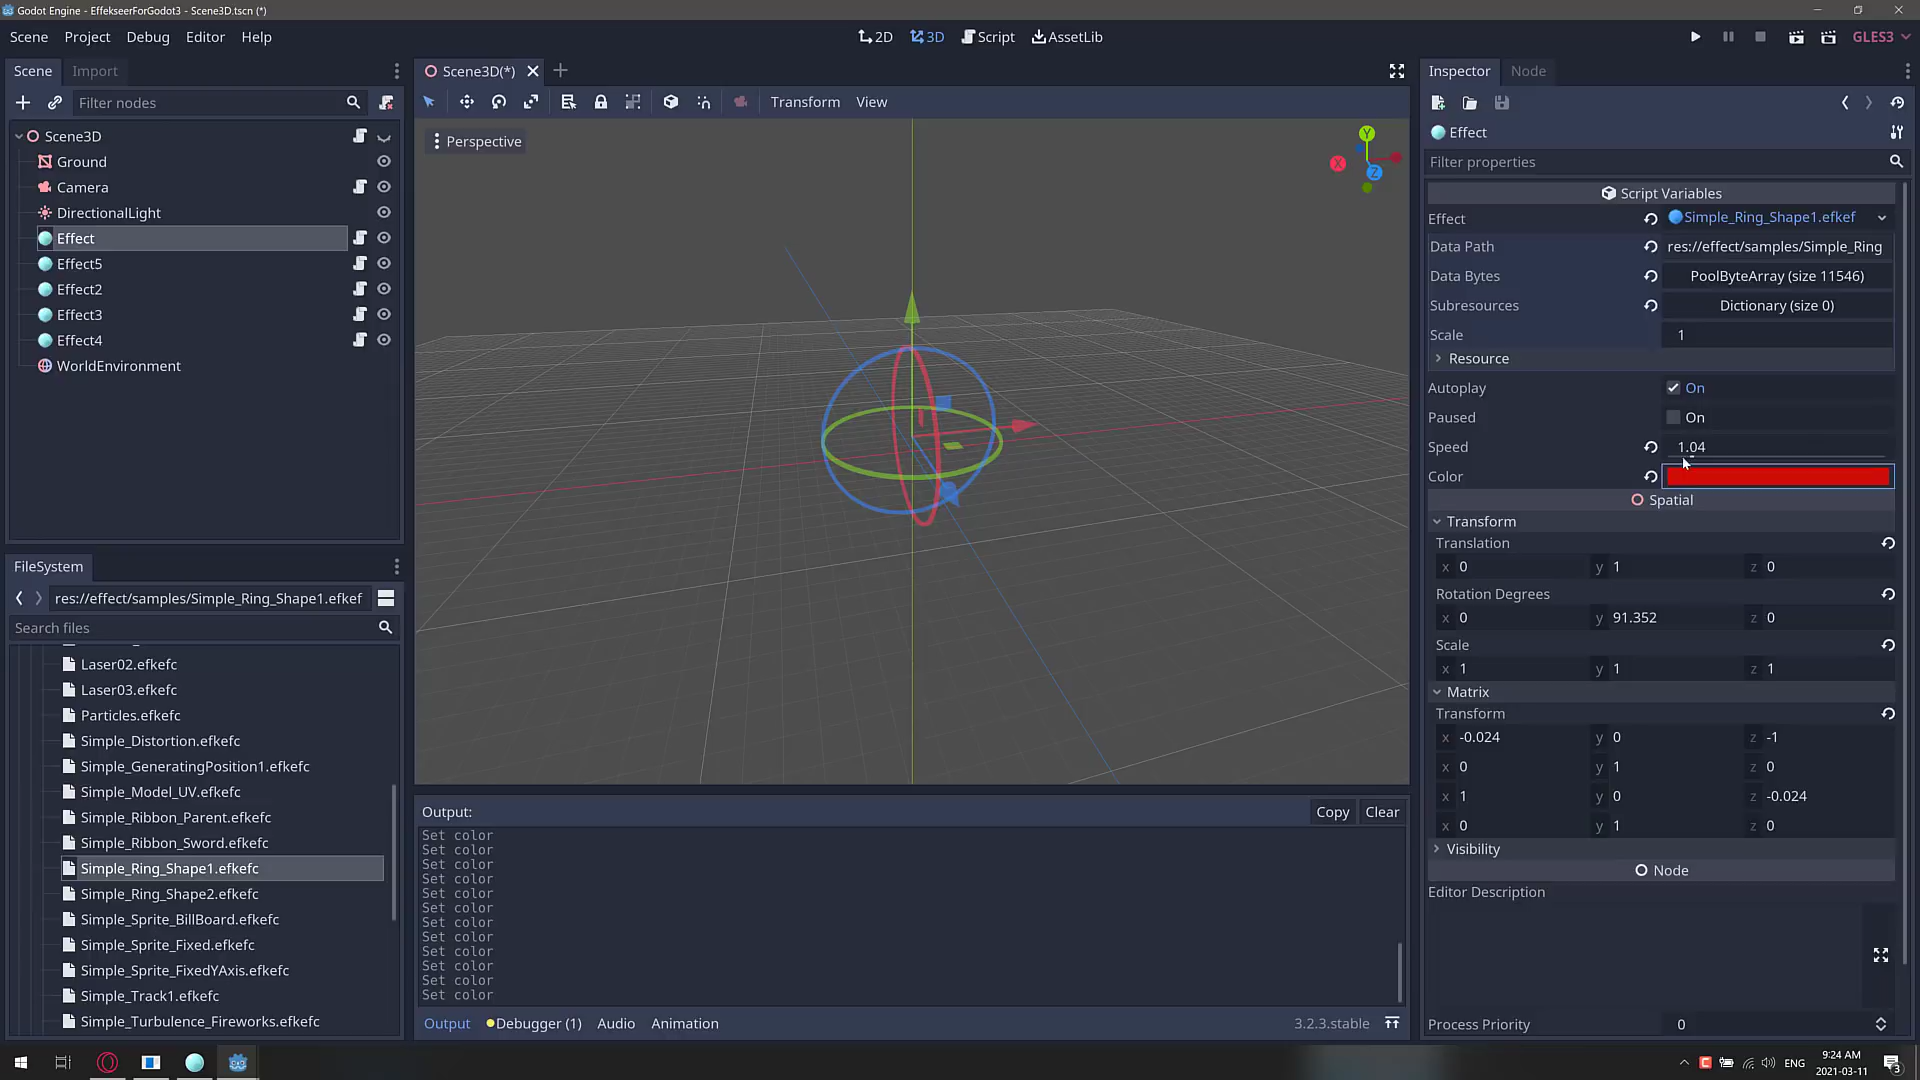 Godot Engine - EffekseerForGodot3 - Scene3D.tscn (*)
Scene Project Debug Editor Help
2D 3D Script AssetLib
GLES3
Scene Import
Filter nodes
Scene3D
Ground
Camera
DirectionalLight
Effect
Effect5
Effect2
Effect3
Effect4
WorldEnvironment
FileSystem
res://effect/samples/Simple_Ring_Shape1.efkef
Search files
Laser02.efkefc
Laser03.efkefc
Particles.efkefc
Simple_Distortion.efkefc
Simple_GeneratingPosition1.efkefc
Simple_Model_UV.efkefc
Simple_Ribbon_Parent.efkefc
Simple_Ribbon_Sword.efkefc
Simple_Ring_Shape1.efkefc
Simple_Ring_Shape2.efkefc
Simple_Sprite_BillBoard.efkefc
Simple_Sprite_Fixed.efkefc
Simple_Sprite_FixedYAxis.efkefc
Simple_Track1.efkefc
Simple_Turbulence_Fireworks.efkefc
Scene3D(*)
Transform View
Perspective
Y
X
Z
Output:
Copy Clear
Set color
Set color
Set color
Set color
Set color
Set color
Set color
Set color
Set color
Set color
Set color
Set color
Output Debugger (1) Audio Animation
3.2.3.stable
Inspector Node
Effect
Filter properties
Script Variables
Effect Simple_Ring_Shape1.efkef
Data Path res://effect/samples/Simple_Ring
Data Bytes PoolByteArray (size 11546)
Subresources Dictionary (size 0)
Scale 1
Resource
Autoplay On
Paused On
Speed 1.04
Color
Spatial
Transform
Translation
x 0 y 1 z 0
Rotation Degrees
x 0 y 91.352 z 0
Scale
x 1 y 1 z 1
Matrix
Transform
x -0.024 y 0 z -1
x 0 y 1 z 0
x 1 y 0 z -0.024
x 0 y 1 z 0
Visibility
Node
Editor Description
Process Priority 0
ENG
9:24 AM
2021-03-11
3